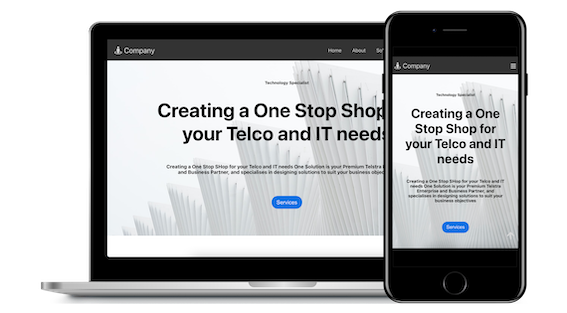 Company
Home About So
Technology Specialist
Creating a One Stop Shop
your Telco and IT needs
Creating a One Stop SHop for your Telco and IT needs One Solution is your Premium Telstra
and Business Partner, and specialises in designing solutions to suit your business objec
Services
Company
Technology Specialist
Creating a One
Stop Shop for
your Telco and IT
needs
Creating a One Stop SHop for your Telco and IT
needs One Solution is your Premium Telstra
Enterprise and Business Partner, and
specialises in designing solutions to suit your
business objectives
Services